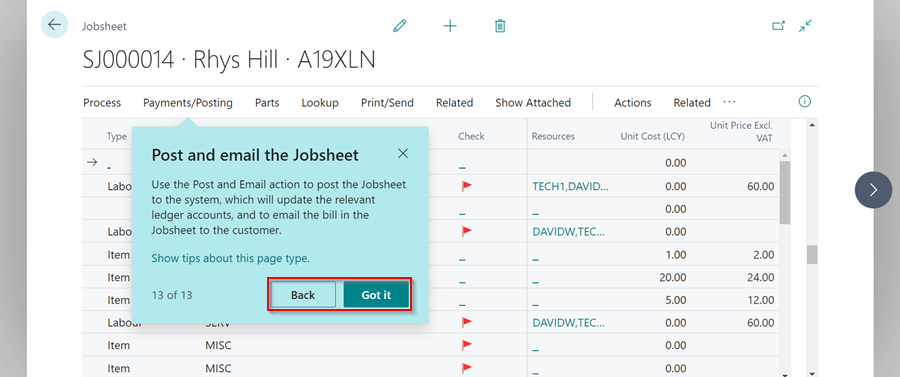 Jobsheet
SJ000014 · Rhys Hill · A19XLN
Process Payments/Posting Parts Lookup Print/Send Related Show Attached Actions Related ...
Type Check Resources Unit Cost (LCY) Unit Price Excl. VAT
Post and email the Jobsheet
Use the Post and Email action to post the Jobsheet
to the system, which will update the relevant
ledger accounts, and to email the bill in the
Jobsheet to the customer.
Show tips about this page type.
13 of 13 Back Got it
_ _ 0.00
Labou TECH1,DAVID... 0.00 60.00
_ _ 0.00
Labou DAVIDW,TEC... 0.00
Item _ _ 1.00 2.00
Item _ _ 20.00 24.00
Item _ _ 5.00 12.00
Labour SERV DAVIDW,TEC... 0.00 60.00
Item MISC _ 0.00
Item MISC _ 0.00